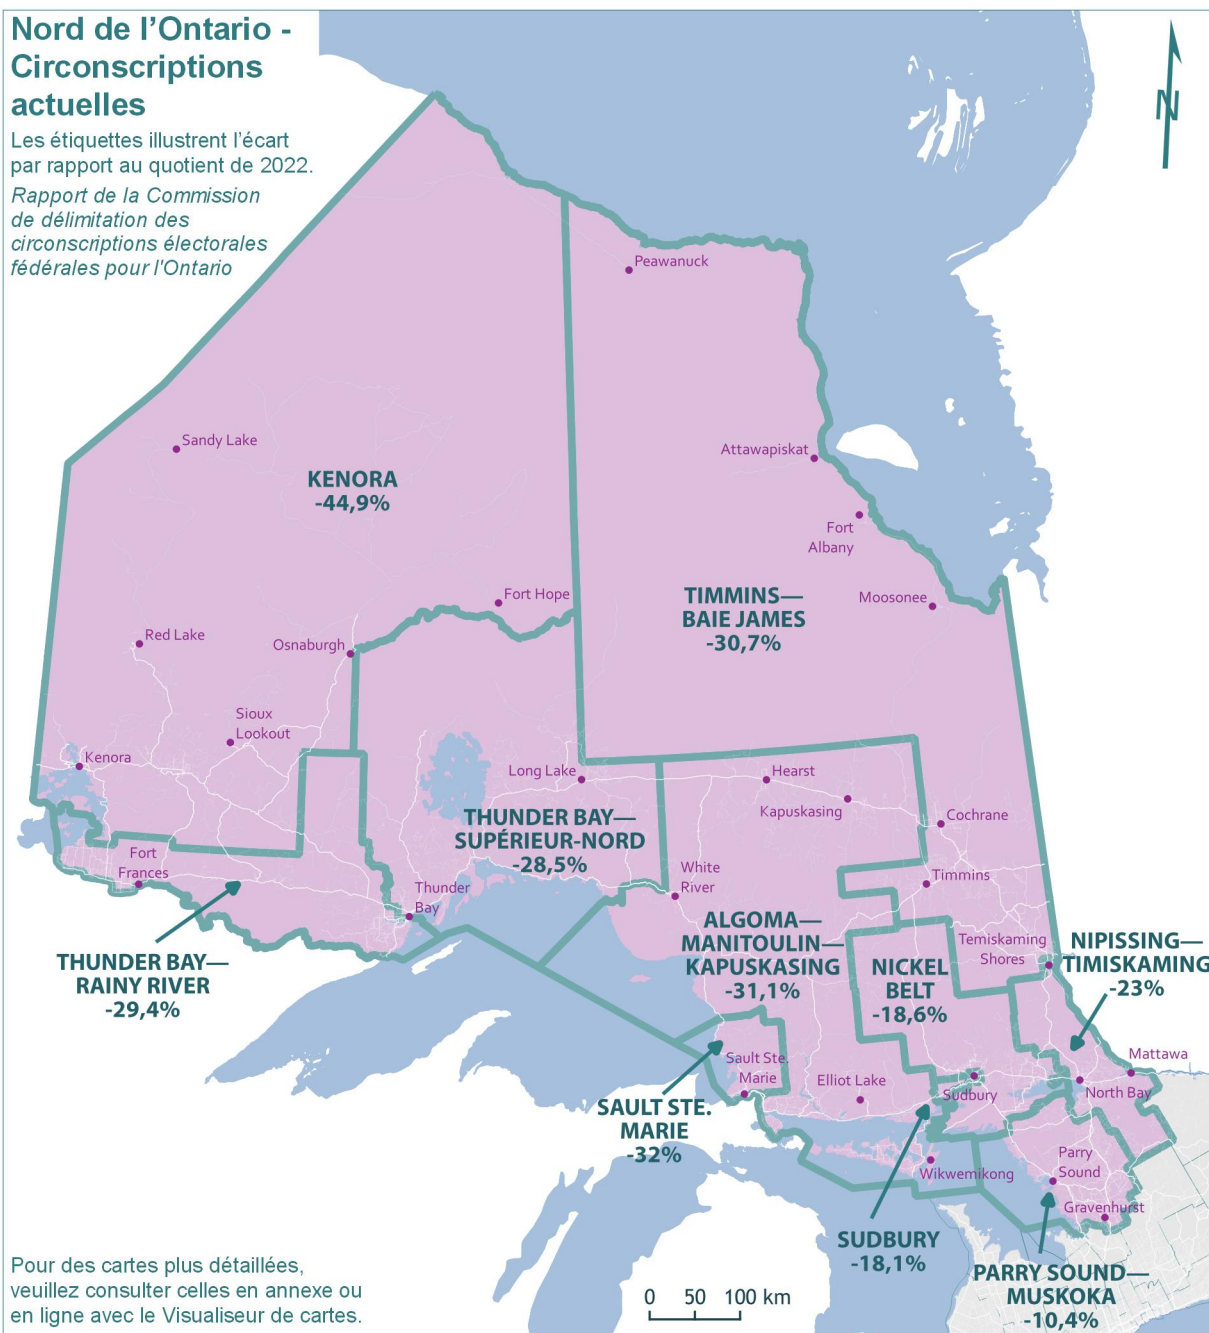 Nord de l'Ontario -
Circonscriptions
actuelles
Les étiquettes illustrent l'écart
par rapport au quotient de 2022.
Rapport de la Commission
de délimitation des
circonscriptions électorales
fédérales pour l'Ontario
N
Peawanuck
Sandy Lake
KENORA
-44,9%
Attawapiskat
Fort
Albany
Fort Hope
TIMMINS—
BAIE JAMES
-30,7%
Moosonee
Red Lake
Osnaburgh
Sioux
Lookout
Kenora
Long Lake
Hearst
Kapuskasing
Cochrane
THUNDER BAY—
SUPÉRIEUR-NORD
-28,5%
Fort
Frances
White
River
Timmins
Thunder
Bay
ALGOMA—
MANITOULIN—
KAPUSKASING
-31,1%
Temiskaming
Shores
NICKEL
BELT
-18,6%
NIPISSING—
TIMISKAMING
-23%
THUNDER BAY—
RAINY RIVER
-29,4%
Sault Ste.
Marie
Elliot Lake
Sudbury
Mattawa
North Bay
SAULT STE.
MARIE
-32%
Wikwemikong
Parry
Sound
Gravenhurst
SUDBURY
-18,1%
PARRY SOUND—
MUSKOKA
-10,4%
Pour des cartes plus détaillées,
veuillez consulter celles en annexe ou
en ligne avec le Visualiseur de cartes.
0 50 100 km